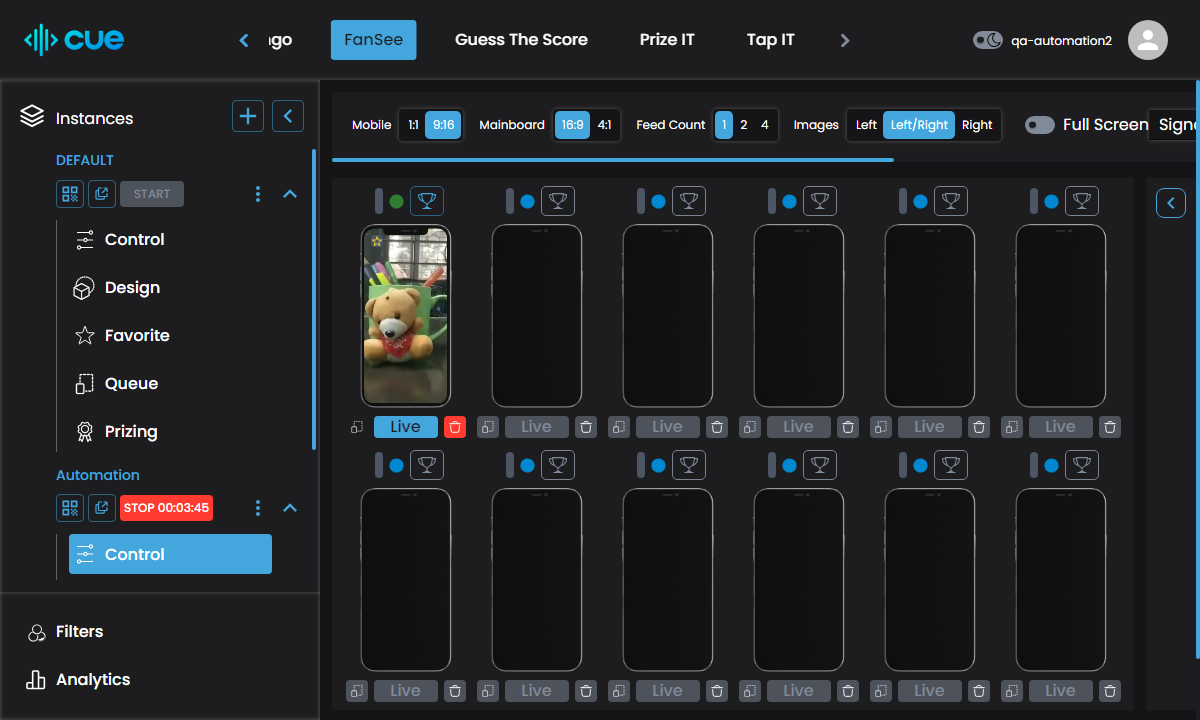 cue
ngo
FanSee
Guess The Score
Prize IT
Tap IT
qa-automation2
Instances
DEFAULT
START
Control
Design
Favorite
Queue
Prizing
Automation
STOP 00:03:45
Control
Filters
Analytics
Mobile 1:1 9:16 Mainboard 16:9 4:1 Feed Count 1 2 4 Images Left Left/Right Right Full Screen
Live Live Live Live Live Live
Live Live Live Live Live Live